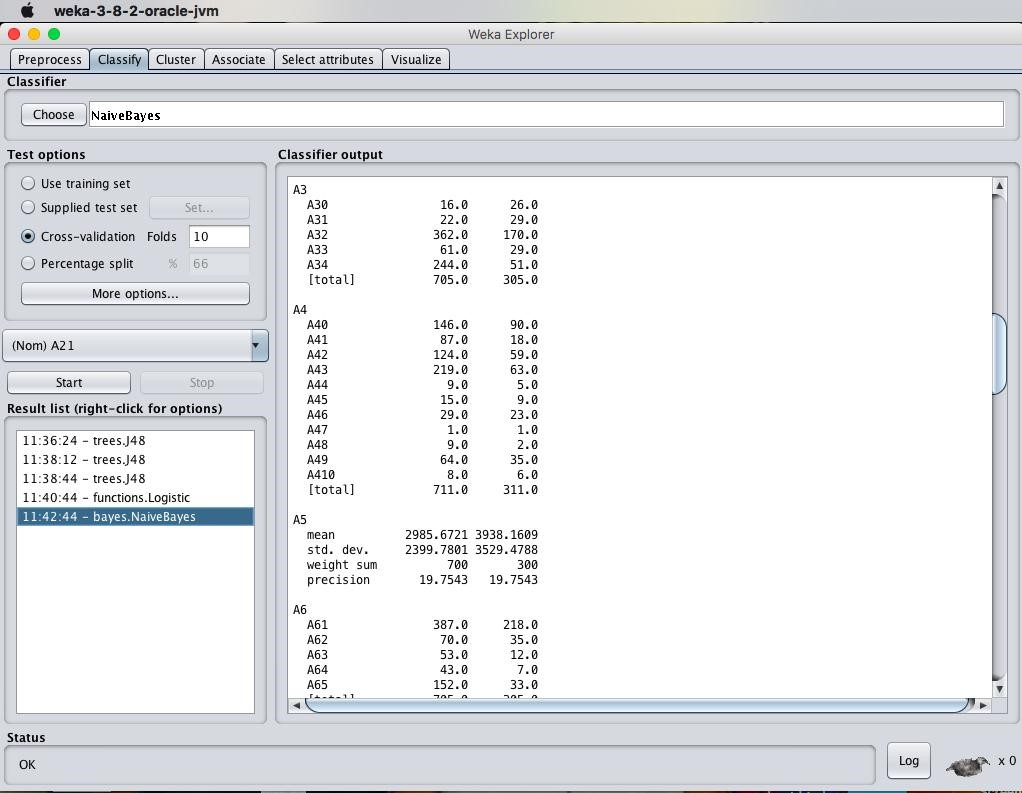 weka-3-8-2-oracle-jvm
Weka Explorer
Preprocess Classify Cluster Associate Select attributes Visualize
Classifier
Choose NaiveBayes
Test options
Use training set
Supplied test set Set...
Cross-validation Folds 10
Percentage split % 66
More options...
(Nom) A21
Start Stop
Result list (right-click for options)
11:36:24 - trees.J48
11:38:12 - trees.J48
11:38:44 - trees.J48
11:40:44 - functions.Logistic
11:42:44 - bayes.NaiveBayes
Classifier output
A3
A30 16.0 26.0
A31 22.0 29.0
A32 362.0 170.0
A33 61.0 29.0
A34 244.0 51.0
[total] 705.0 305.0
A4
A40 146.0 90.0
A41 87.0 18.0
A42 124.0 59.0
A43 219.0 63.0
A44 9.0 5.0
A45 15.0 9.0
A46 29.0 23.0
A47 1.0 1.0
A48 9.0 2.0
A49 64.0 35.0
A410 8.0 6.0
[total] 711.0 311.0
A5
mean 2985.6721 3938.1609
std. dev. 2399.7801 3529.4788
weight sum 700 300
precision 19.7543 19.7543
A6
A61 387.0 218.0
A62 70.0 35.0
A63 53.0 12.0
A64 43.0 7.0
A65 152.0 33.0
[total] 705.0 305.0
Status
OK
Log
x 0